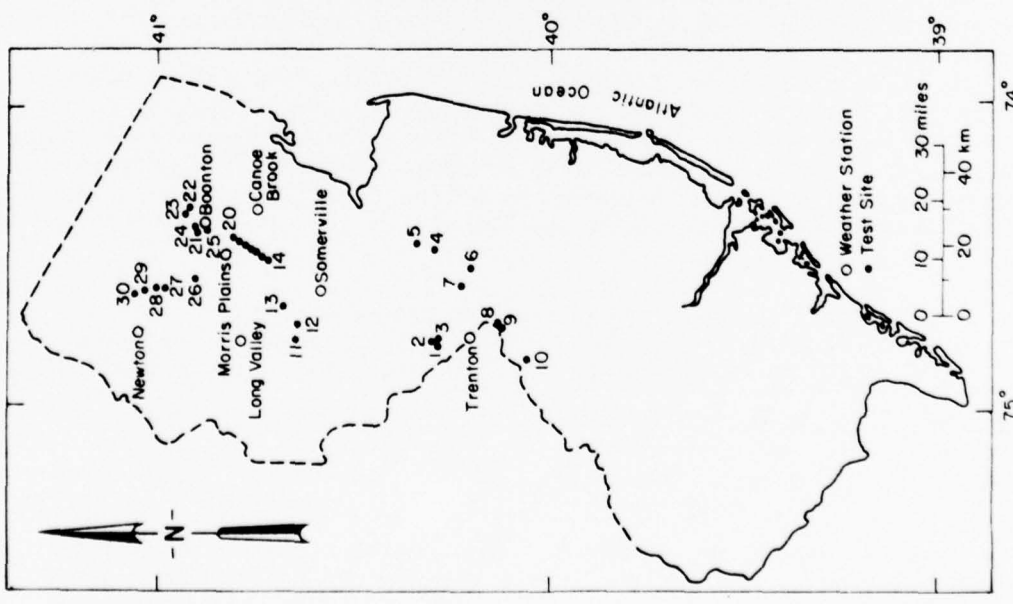 41°
40°
39°
74°
75°
- N -
Atlantic
Ocean
Newton
30
29
28
27
26
24
23
22
21
Boonton
25
20
Canoe
Brook
Morris Plains
14
Long Valley
13
Somerville
12
11
5
4
6
7
2
1
3
Trenton
8
9
10
0 10 20 30 miles
0 20 40 km
Weather Station
Test Site